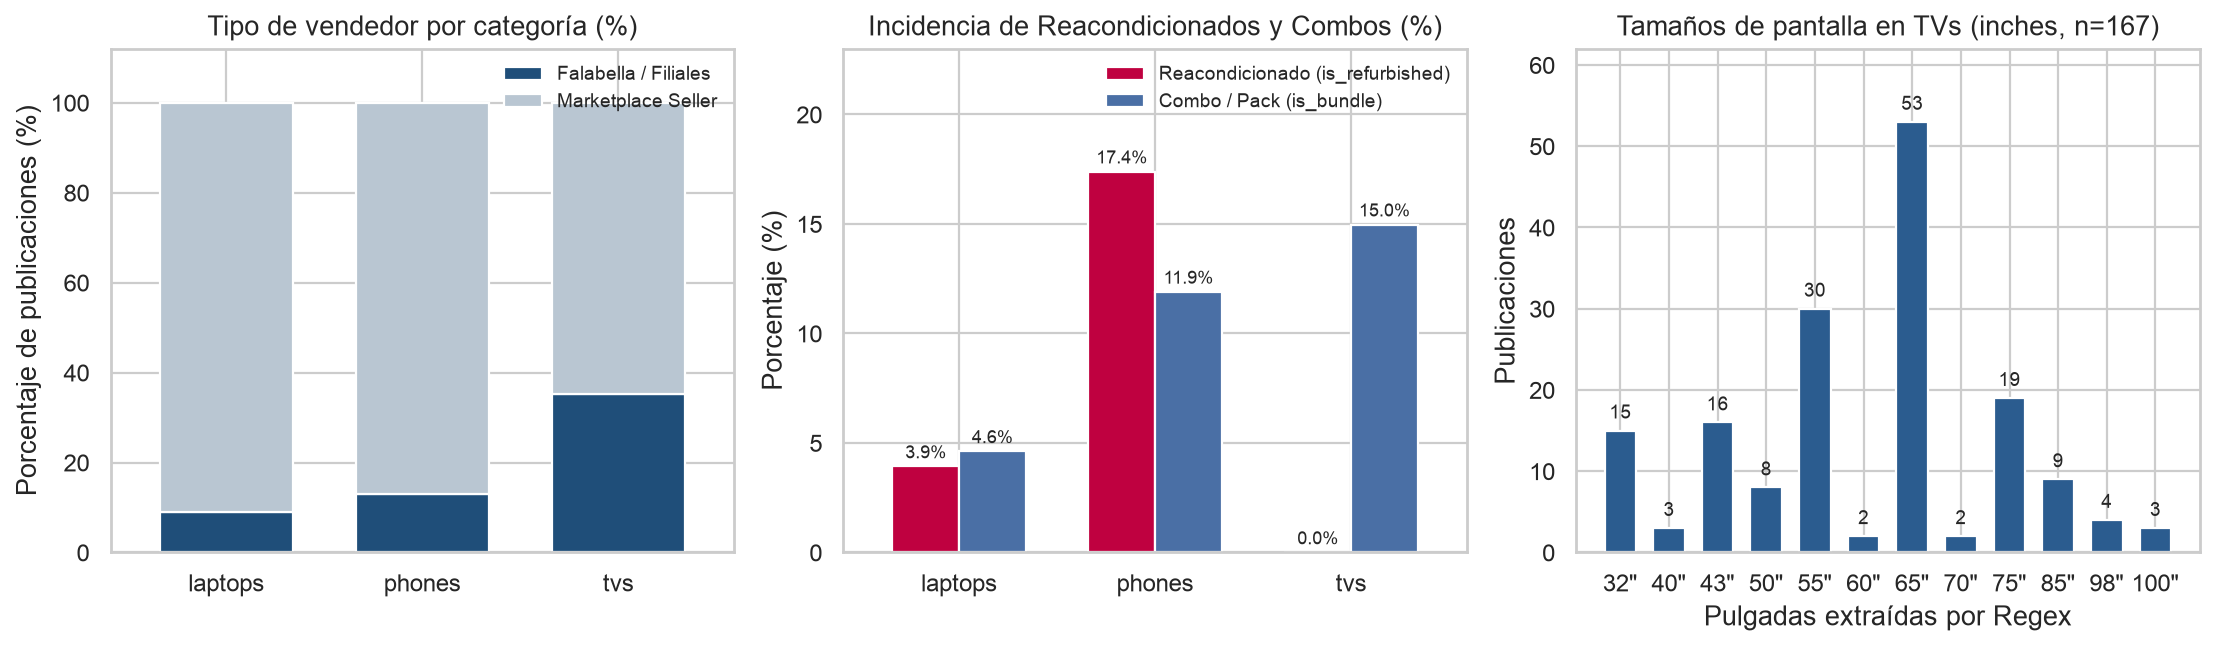 Tipo de vendedor por categoría (%)
Falabella / Filiales
Marketplace Seller
Porcentaje de publicaciones (%)
100
80
60
40
20
0
laptops phones tvs
Incidencia de Reacondicionados y Combos (%)
Reacondicionado (is_refurbished)
Combo / Pack (is_bundle)
Porcentaje (%)
20
15
10
5
0
3.9% 4.6% 17.4% 11.9% 0.0% 15.0%
laptops phones tvs
Tamaños de pantalla en TVs (inches, n=167)
Publicaciones
60
50
40
30
20
10
0
15 3 16 8 30 2 53 2 19 9 4 3
32" 40" 43" 50" 55" 60" 65" 70" 75" 85" 98" 100"
Pulgadas extraídas por Regex